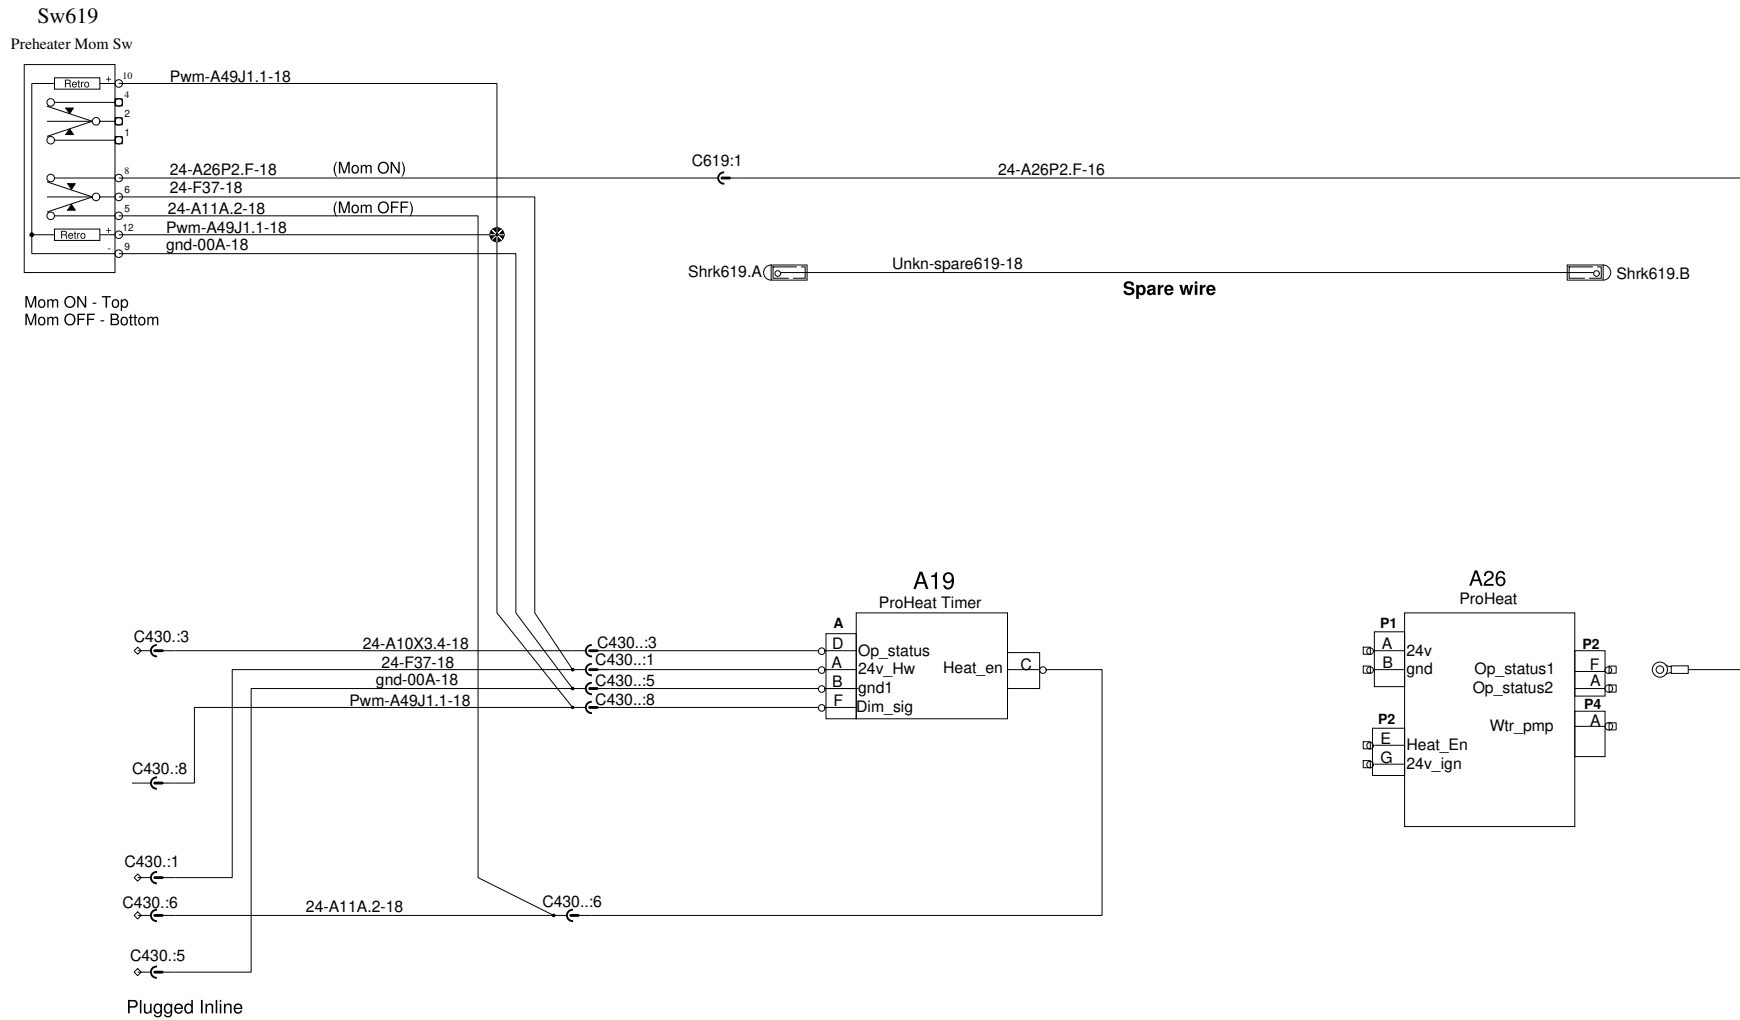 Sw619
Preheater Mom Sw
Retro + 10 Pwm-A49J1.1-18
4
2
1
8 24-A26P2.F-18 (Mom ON) C619:1 24-A26P2.F-16
6 24-F37-18
5 24-A11A.2-18 (Mom OFF)
Retro + 12 Pwm-A49J1.1-18
- 9 gnd-00A-18
Shrk619.A Unkn-spare619-18 Shrk619.B
Spare wire
Mom ON - Top
Mom OFF - Bottom
A19
ProHeat Timer
A
C430.:3 24-A10X3.4-18 C430..:3 D Op_status
24-F37-18 C430..:1 A 24v_Hw Heat_en C
gnd-00A-18 C430..:5 B gnd1
Pwm-A49J1.1-18 C430..:8 F Dim_sig
A26
ProHeat
P1
A 24v
B gnd
P2
Op_status1 F
Op_status2 A
P4
Wtr_pmp A
P2
E Heat_En
G 24v_ign
C430.:8
C430.:1
C430.:6 24-A11A.2-18 C430..:6
C430.:5
Plugged Inline